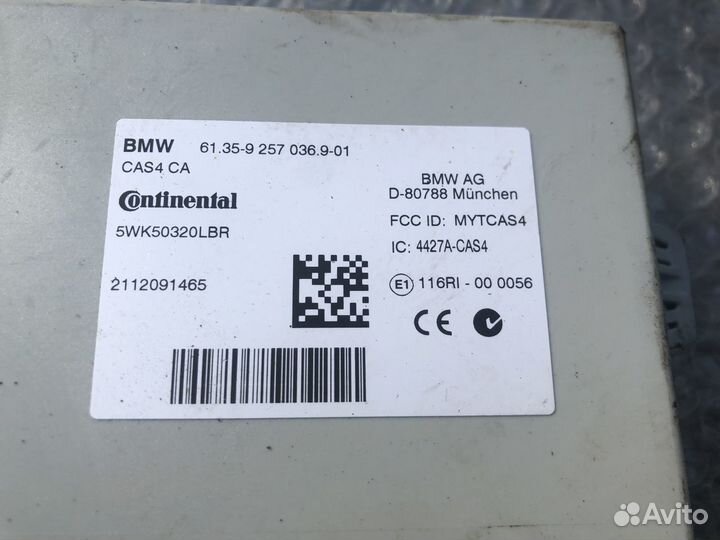 BMW 61.35-9 257 036.9-01
CAS4 CA
Continental
5WK50320LBR
2112091465
BMW AG
D-80788 München
FCC ID: MYTCAS4
IC: 4427A-CAS4
E1 116RI - 00 0056
CE
Avito